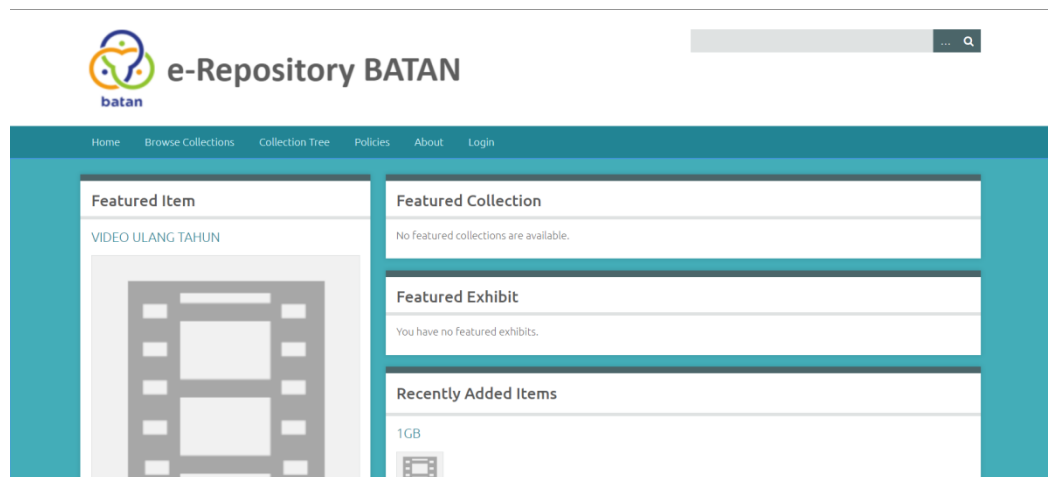 e-Repository BATAN
batan
...
Home Browse Collections Collection Tree Policies About Login
Featured Item
VIDEO ULANG TAHUN
Featured Collection
No featured collections are available.
Featured Exhibit
You have no featured exhibits.
Recently Added Items
1GB